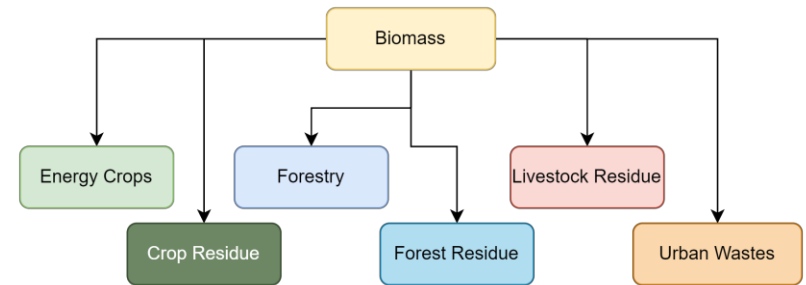 Biomass
Energy Crops
Forestry
Livestock Residue
Crop Residue
Forest Residue
Urban Wastes